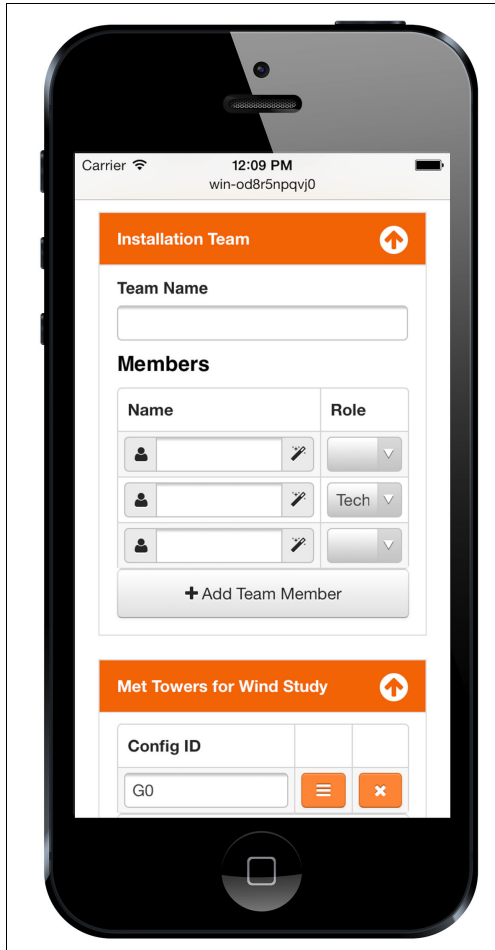 Carrier 12:09 PM
win-od8r5npqvj0
Installation Team
Team Name
Members
Name Role
Tech
Add Team Member
Met Towers for Wind Study
Config ID
G0